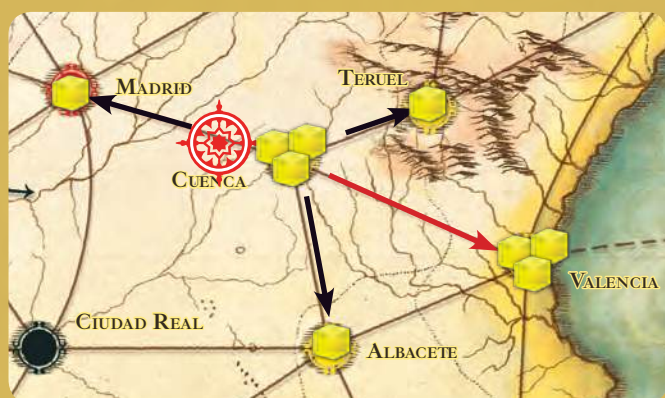 Madrid
Teruel
Cuenca
Valencia
Ciudad Real
Albacete